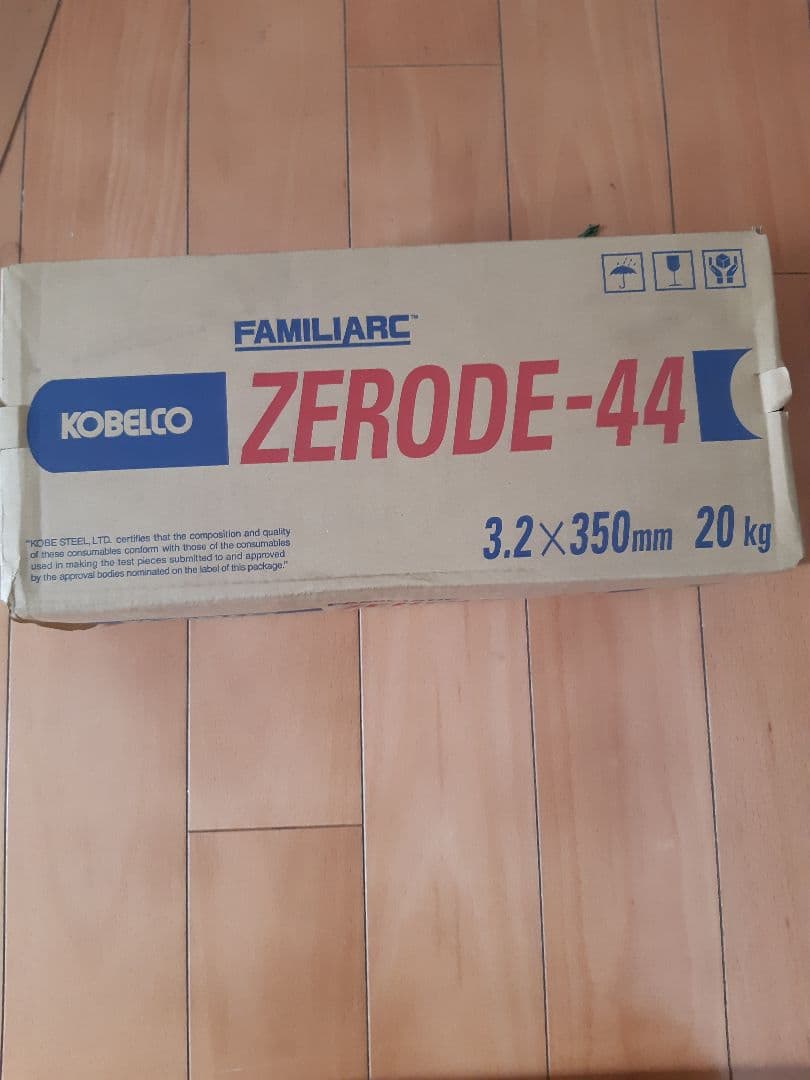 FAMILIARC™
KOBELCO
ZERODE-44
"KOBE STEEL, LTD. certifies that the composition and quality
of these consumables conform with those of the consumables
used in making the test pieces submitted to and approved
by the approval bodies nominated on the label of this package."
3.2×350mm 20 kg